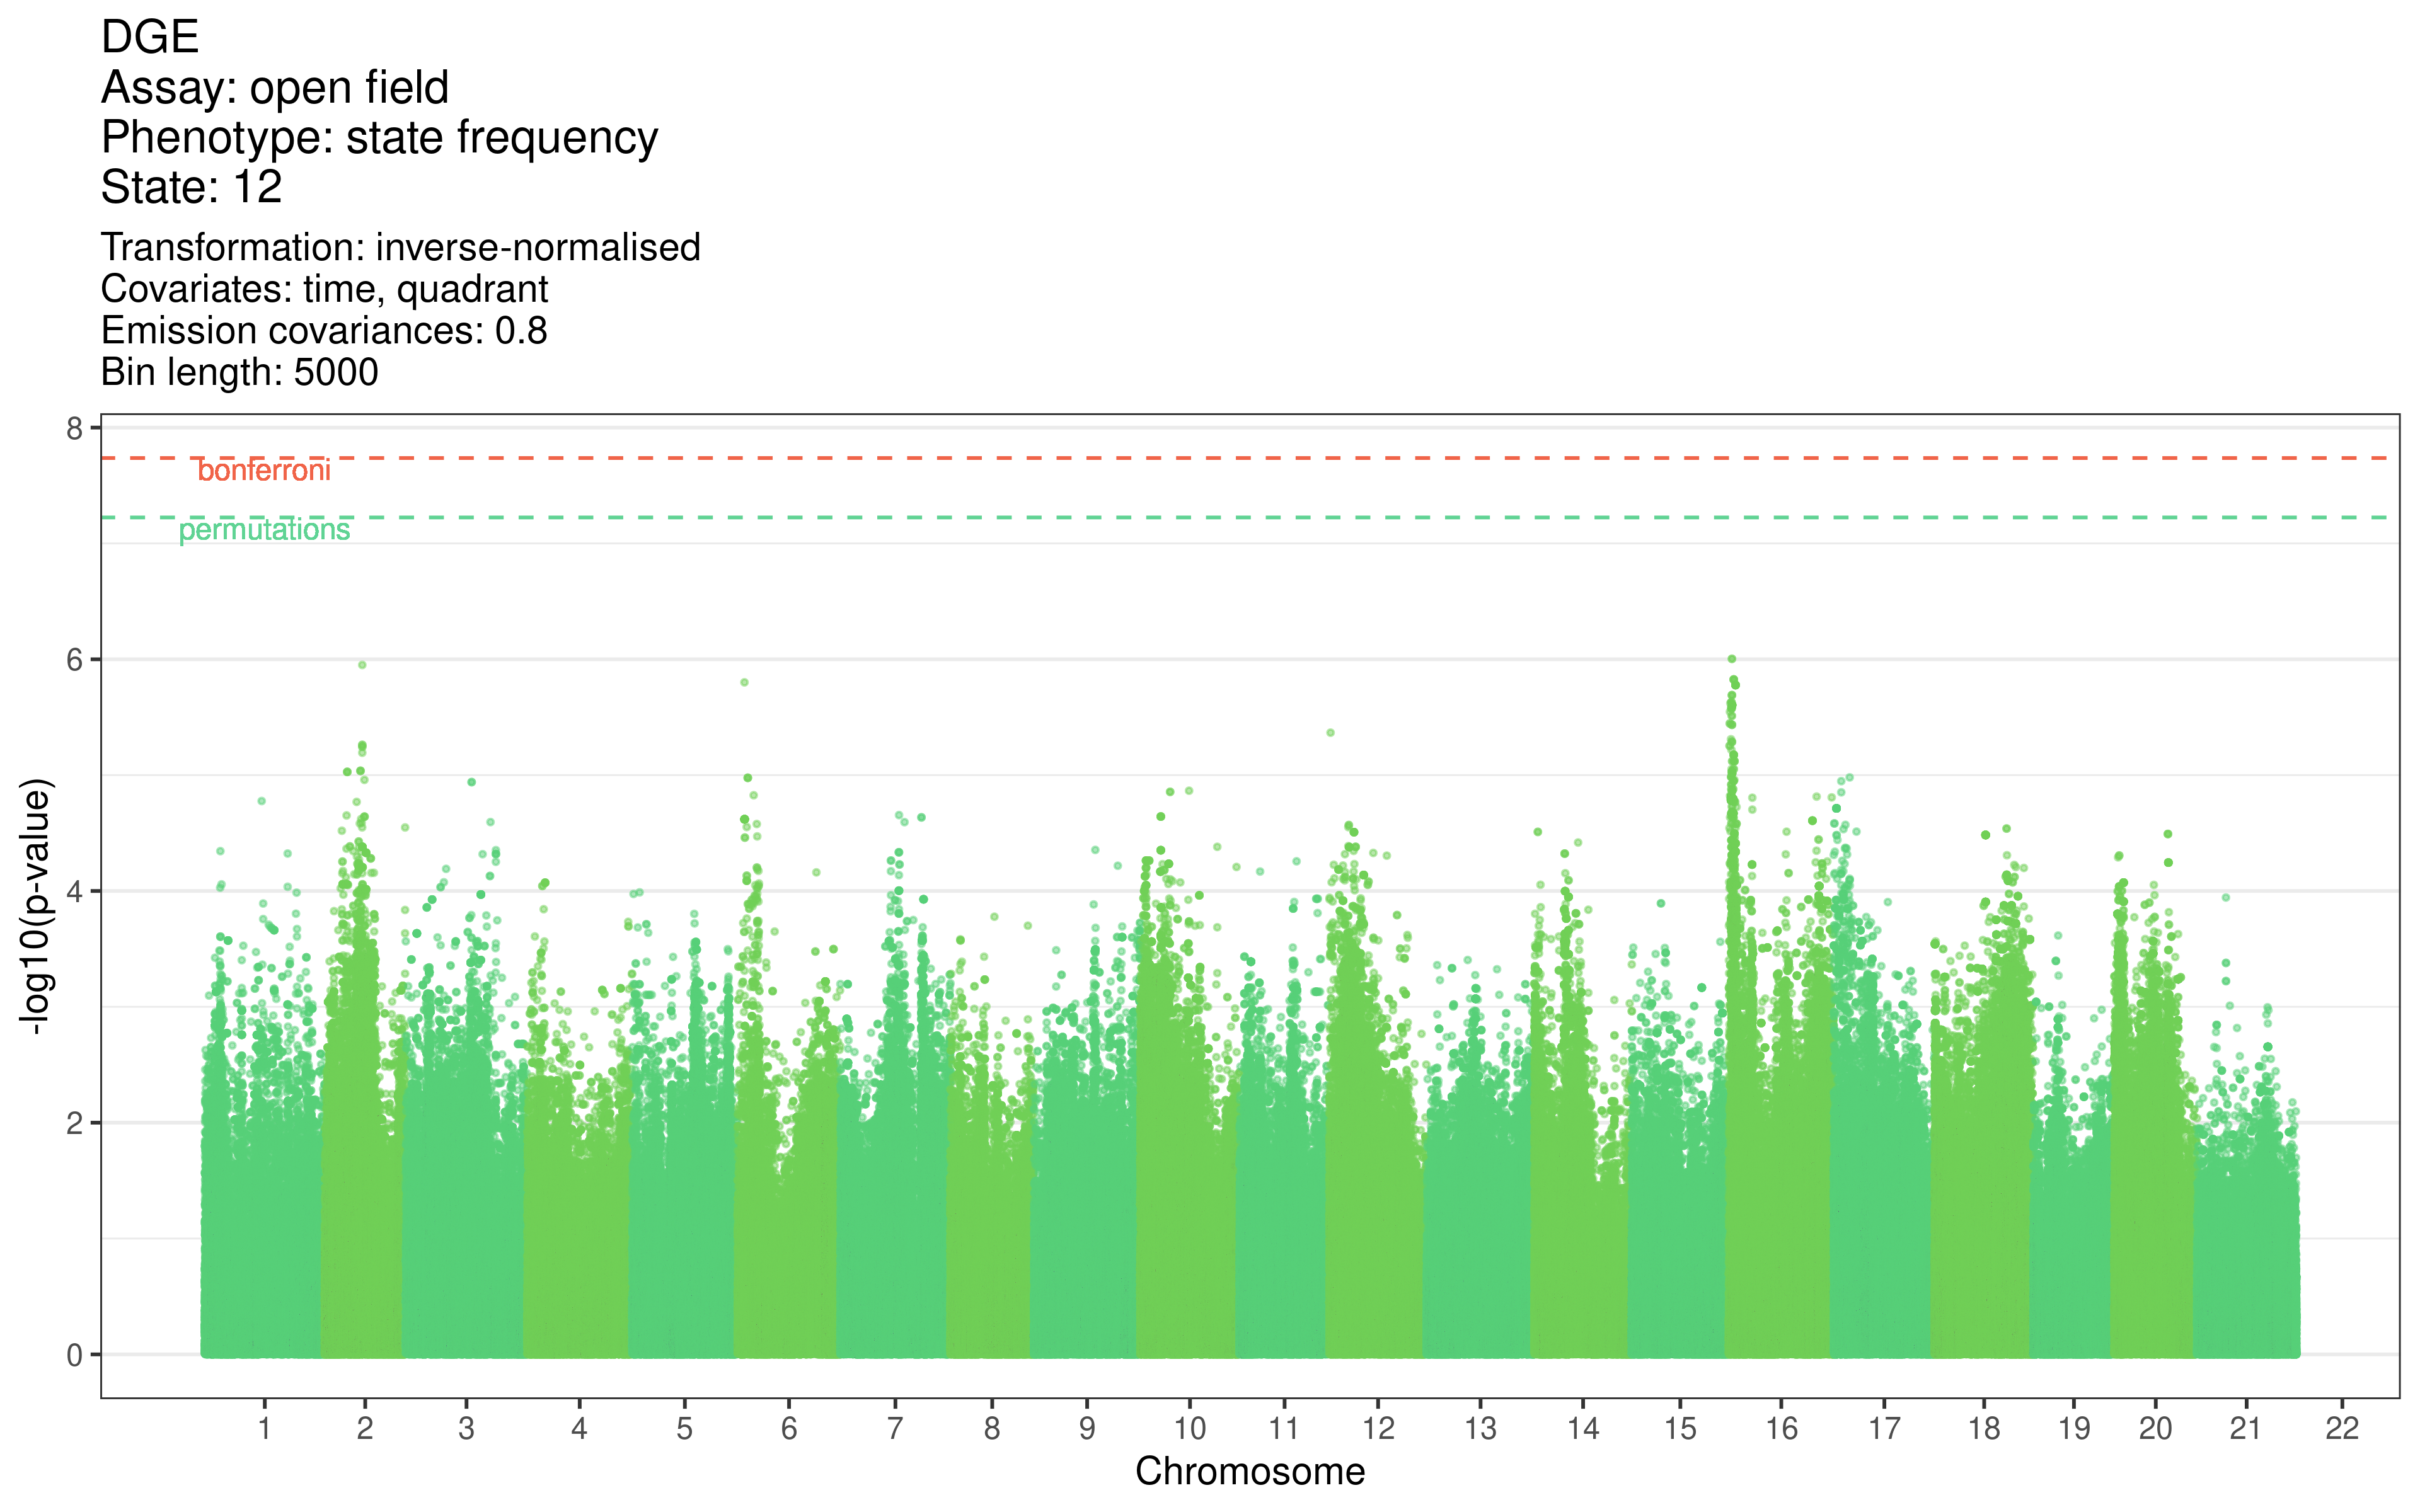 DGE
Assay: open field
Phenotype: state frequency
State: 12
Transformation: inverse-normalised
Covariates: time, quadrant
Emission covariances: 0.8
Bin length: 5000
8
bonferroni
permutations
6
4
2
0
-log10(p-value)
1 2 3 4 5 6 7 8 9 10 11 12 13 14 15 16 17 18 19 20 21 22
Chromosome